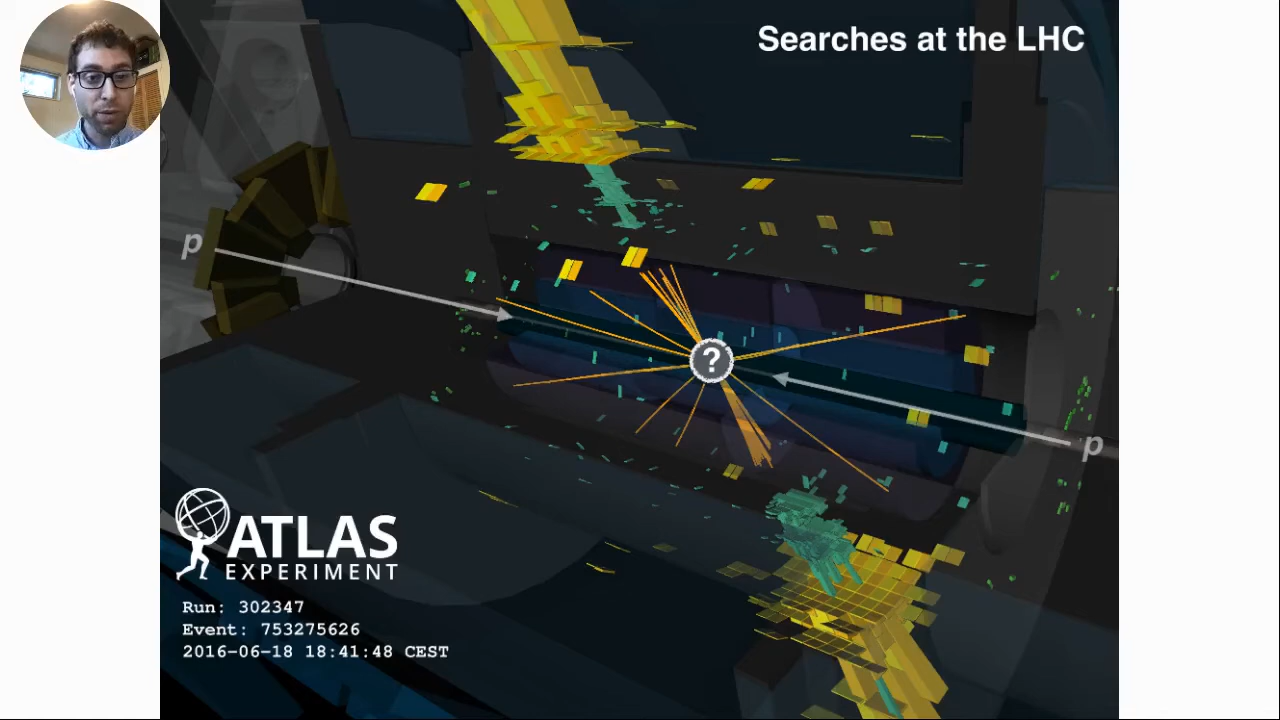 Searches at the LHC
p
?
p
ATLAS
EXPERIMENT
Run: 302347
Event: 753275626
2016-06-18 18:41:48 CEST